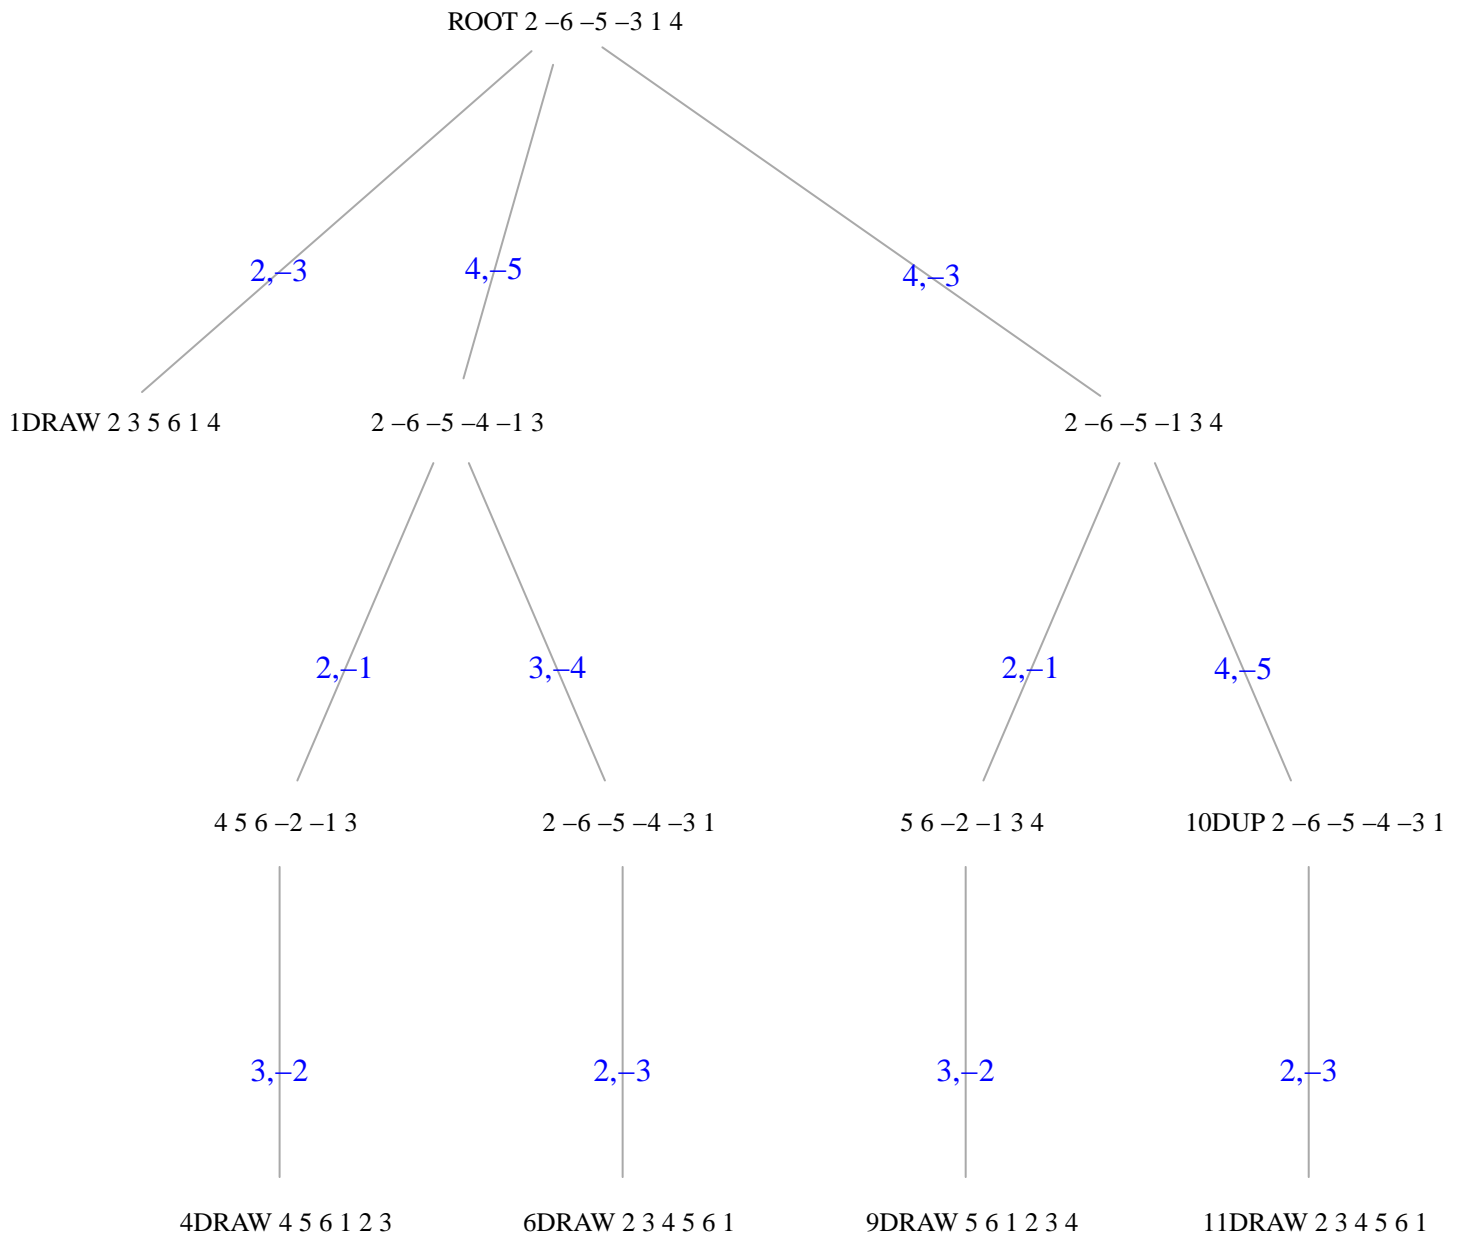 ROOT 2 –6 –5 –3 1 4
2,–3
4,–5
4,–3
1DRAW 2 3 5 6 1 4
2 –6 –5 –4 –1 3
2 –6 –5 –1 3 4
2,–1
3,–4
2,–1
4,–5
4 5 6 –2 –1 3
2 –6 –5 –4 –3 1
5 6 –2 –1 3 4
10DUP 2 –6 –5 –4 –3 1
3,–2
2,–3
3,–2
2,–3
4DRAW 4 5 6 1 2 3
6DRAW 2 3 4 5 6 1
9DRAW 5 6 1 2 3 4
11DRAW 2 3 4 5 6 1